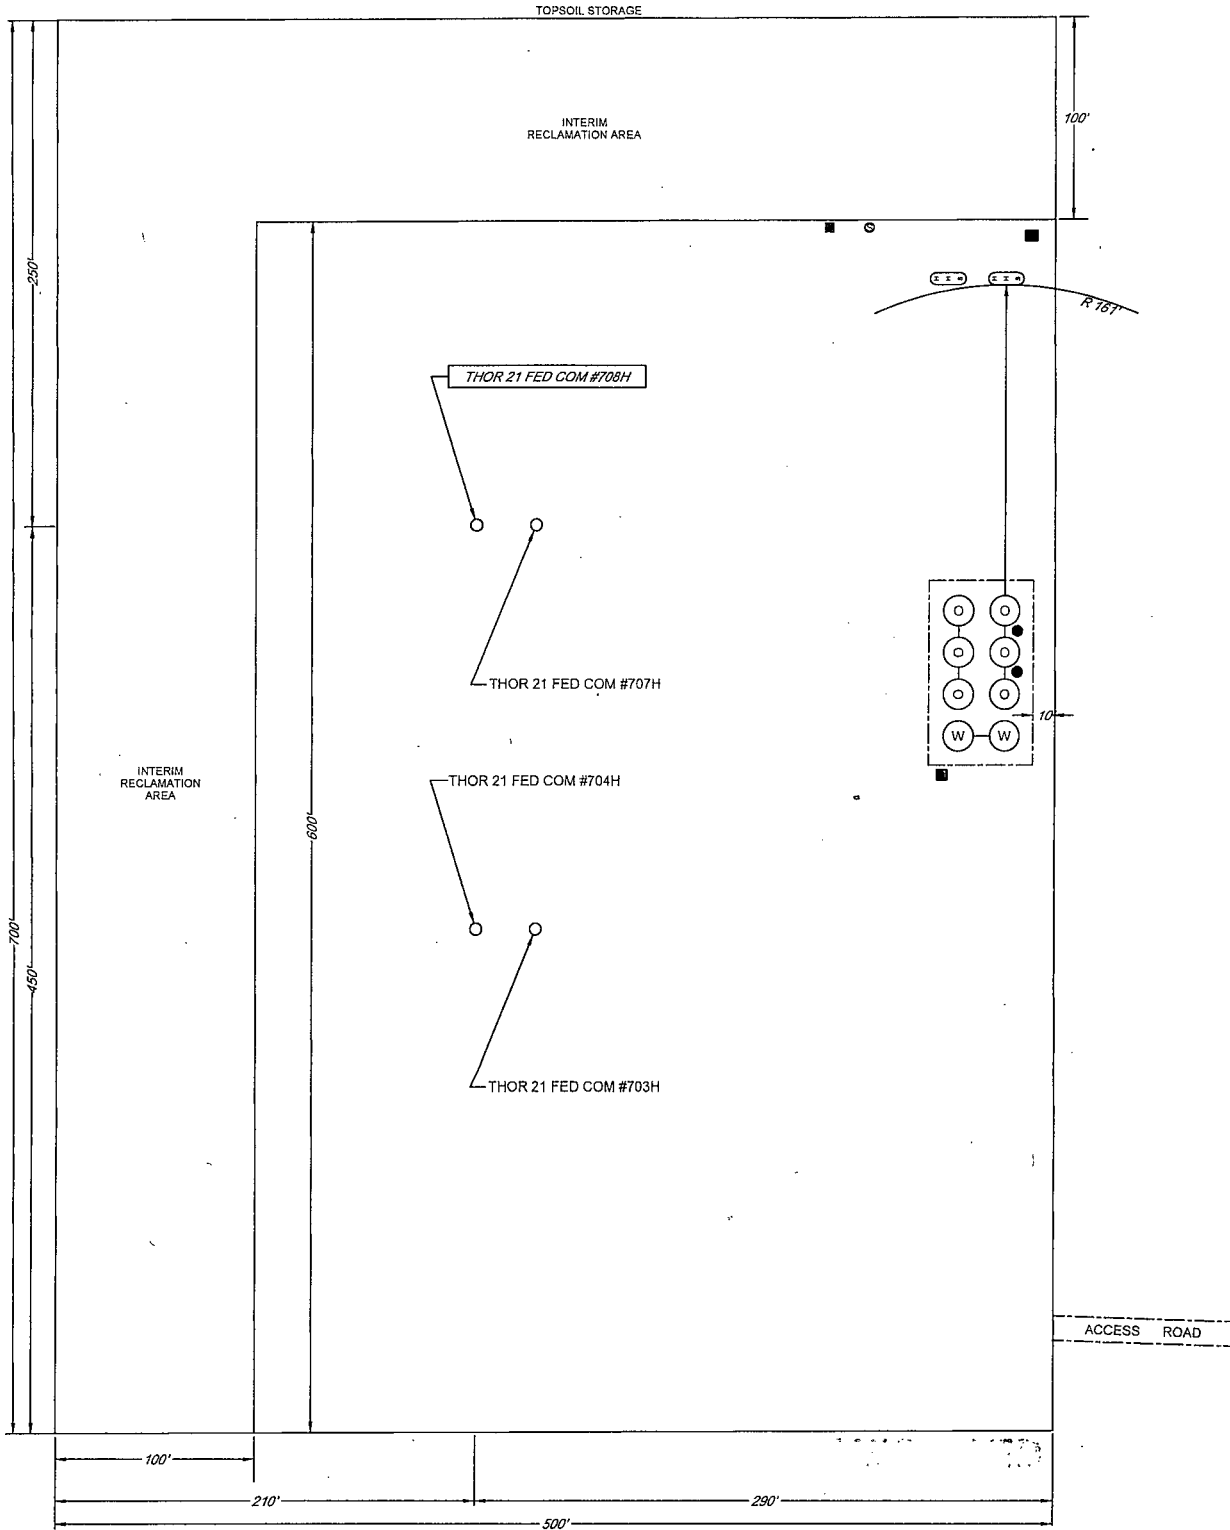 TOPSOIL STORAGE
INTERIM
RECLAMATION AREA
100'
250'
H H S
H H S
R 161'
THOR 21 FED COM #708H
THOR 21 FED COM #707H
O O
O O
O O
10'
W W
INTERIM
RECLAMATION
AREA
THOR 21 FED COM #704H
600'
700'
450'
THOR 21 FED COM #703H
ACCESS ROAD
100'
210'
290'
500'